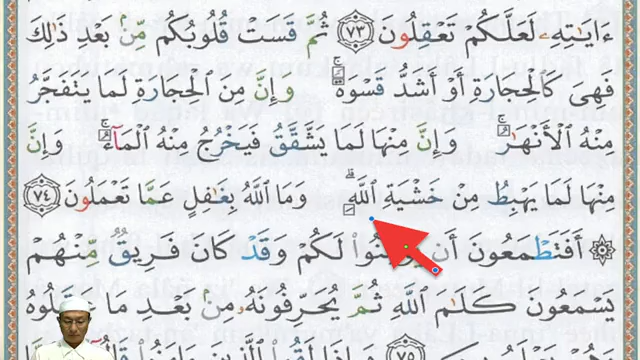 ءَايَـٰتِهِۦ لَعَلَّكُمْ تَعْقِلُونَ ﴿٧٣﴾ ثُمَّ قَسَتْ قُلُوبُكُم مِّنۢ بَعْدِ ذَٰلِكَ
فَهِىَ كَٱلْحِجَارَةِ أَوْ أَشَدُّ قَسْوَةً ۚ وَإِنَّ مِنَ ٱلْحِجَارَةِ لَمَا يَتَفَجَّرُ
مِنْهُ ٱلْأَنْهَـٰرُ ۚ وَإِنَّ مِنْهَا لَمَا يَشَّقَّقُ فَيَخْرُجُ مِنْهُ ٱلْمَآءُ ۚ وَإِنَّ
مِنْهَا لَمَا يَهْبِطُ مِنْ خَشْيَةِ ٱللَّهِ ۗ وَمَا ٱللَّهُ بِغَـٰفِلٍ عَمَّا تَعْمَلُونَ ﴿٧٤﴾
۞ أَفَتَطْمَعُونَ أَن لَكُمْ وَقَدْ كَانَ فَرِيقٌ مِّنْهُمْ
يَسْمَعُونَ كَلَـٰمَ ٱللَّهِ ثُمَّ يُحَرِّفُونَهُۥ مِنۢ بَعْدِ مَا